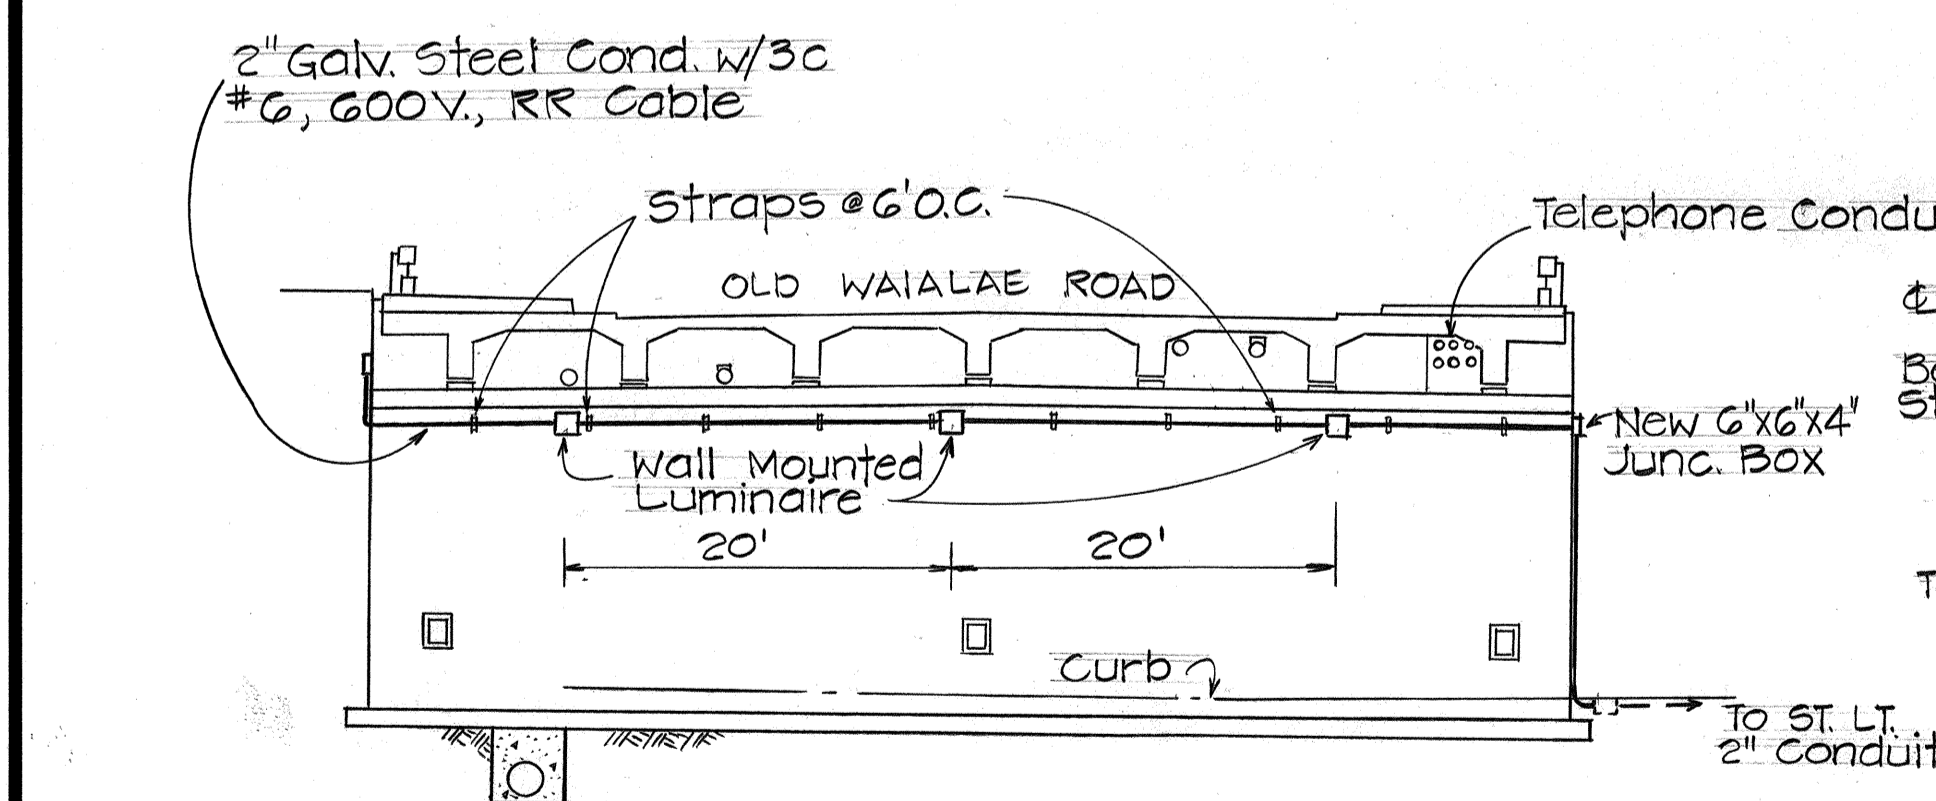 2" Galv. Steel Cond. w/3c
#6, 600V., RR Cable
Straps @ 6' O.C.
Telephone Condu
OLD WAIALAE ROAD
℄
New 6"x6"x4"
Junc. Box
Wall Mounted
Luminaire
20'
20'
Curb
To ST. LT.
2" Conduit